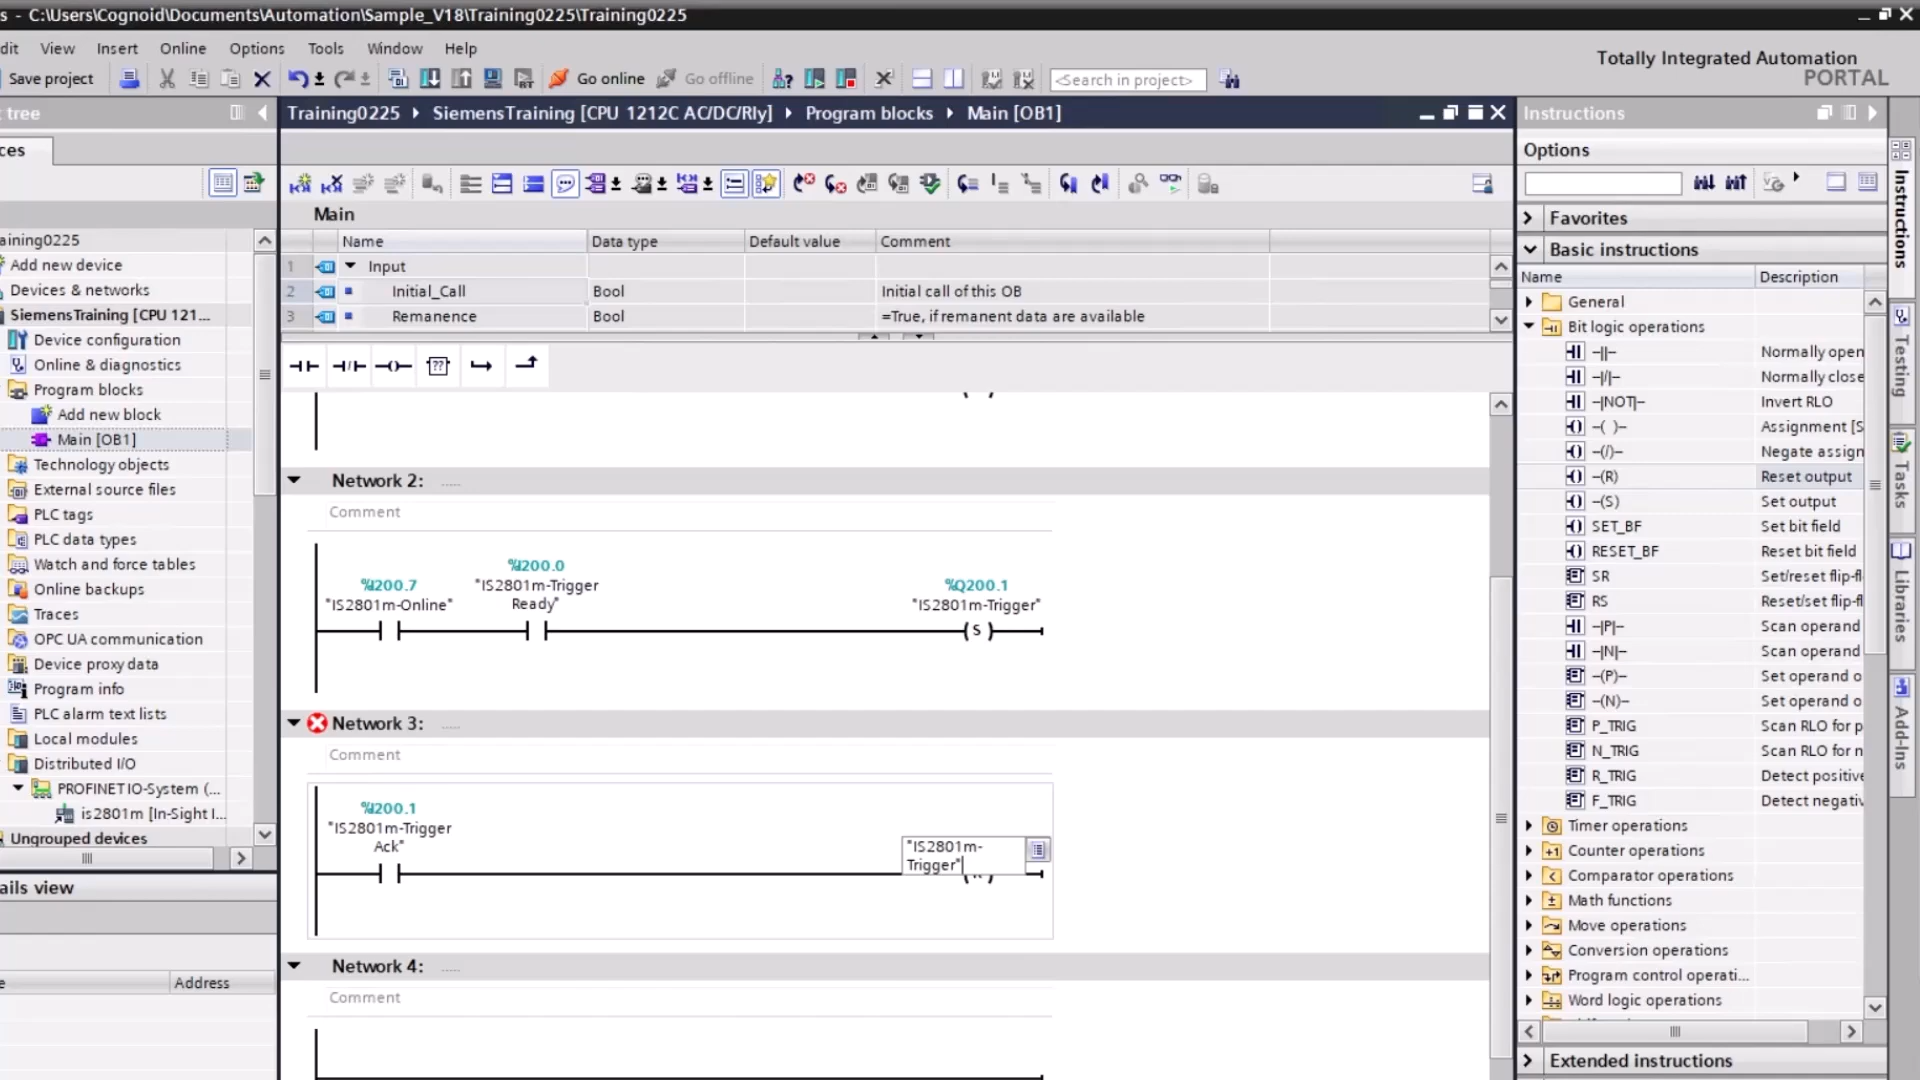 s - C:\Users\Cognoid\Documents\Automation\Sample_V18\Training0225\Training0225
dit View Insert Online Options Tools Window Help
Totally Integrated Automation
PORTAL
Save project
Go online
Go offline
<Search in project>
tree
Training0225 ▸ SiemensTraining [CPU 1212C AC/DC/Rly] ▸ Program blocks ▸ Main [OB1]
Instructions
ces
Options
Main
Name Data type Default value Comment
1 Input
2 Initial_Call Bool Initial call of this OB
3 Remanence Bool =True, if remanent data are available
aining0225
Add new device
Devices & networks
SiemensTraining [CPU 121...
Device configuration
Online & diagnostics
Program blocks
Add new block
Main [OB1]
Technology objects
External source files
PLC tags
PLC data types
Watch and force tables
Online backups
Traces
OPC UA communication
Device proxy data
Program info
PLC alarm text lists
Local modules
Distributed I/O
PROFINET IO-System (...
is2801m [In-Sight I...
Ungrouped devices
ails view
e Address
??
Network 2: .....
Comment
%I200.7
"IS2801m-Online"
%I200.0
"IS2801m-Trigger
Ready"
%Q200.1
"IS2801m-Trigger"
S
Network 3: .....
Comment
%I200.1
"IS2801m-Trigger
Ack"
"IS2801m-
Trigger"
Network 4: .....
Comment
Favorites
Basic instructions
Name Description
General
Bit logic operations
-||- Normally open
-|/|- Normally close
-|NOT|- Invert RLO
-( )- Assignment [S
-(/)- Negate assign
-(R) Reset output
-(S) Set output
SET_BF Set bit field
RESET_BF Reset bit field
SR Set/reset flip-fl
RS Reset/set flip-fl
-|P|- Scan operand
-|N|- Scan operand
-(P)- Set operand o
-(N)- Set operand o
P_TRIG Scan RLO for p
N_TRIG Scan RLO for n
R_TRIG Detect positive
F_TRIG Detect negativ
Timer operations
Counter operations
Comparator operations
Math functions
Move operations
Conversion operations
Program control operati...
Word logic operations
Extended instructions
Instructions
Testing
Tasks
Libraries
Add-Ins